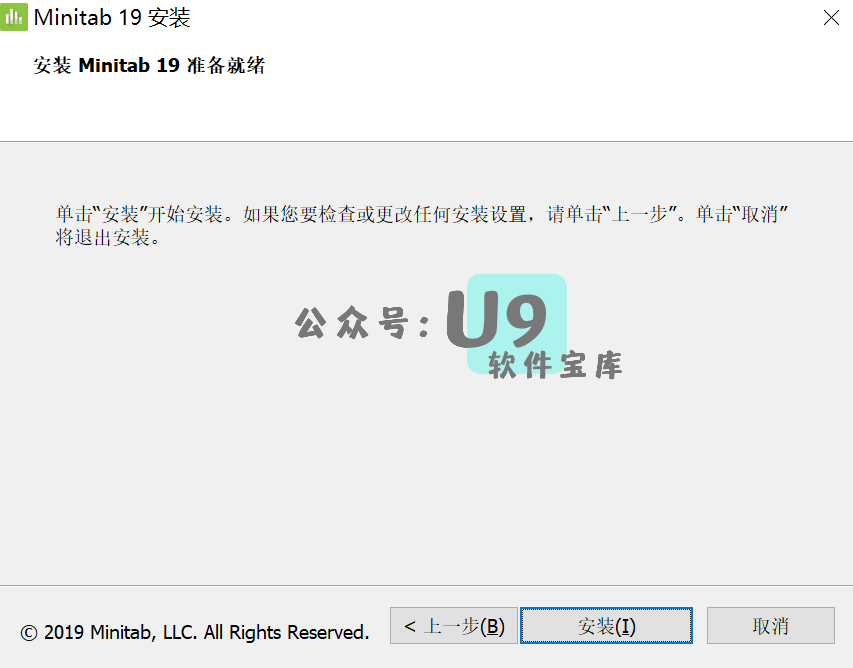 Minitab 19 安装
安装 Minitab 19 准备就绪
单击“安装”开始安装。如果您要检查或更改任何安装设置，请单击“上一步”。单击“取消”
将退出安装。
公众号：U9
软件宝库
© 2019 Minitab, LLC. All Rights Reserved.
< 上一步(B)
安装(I)
取消